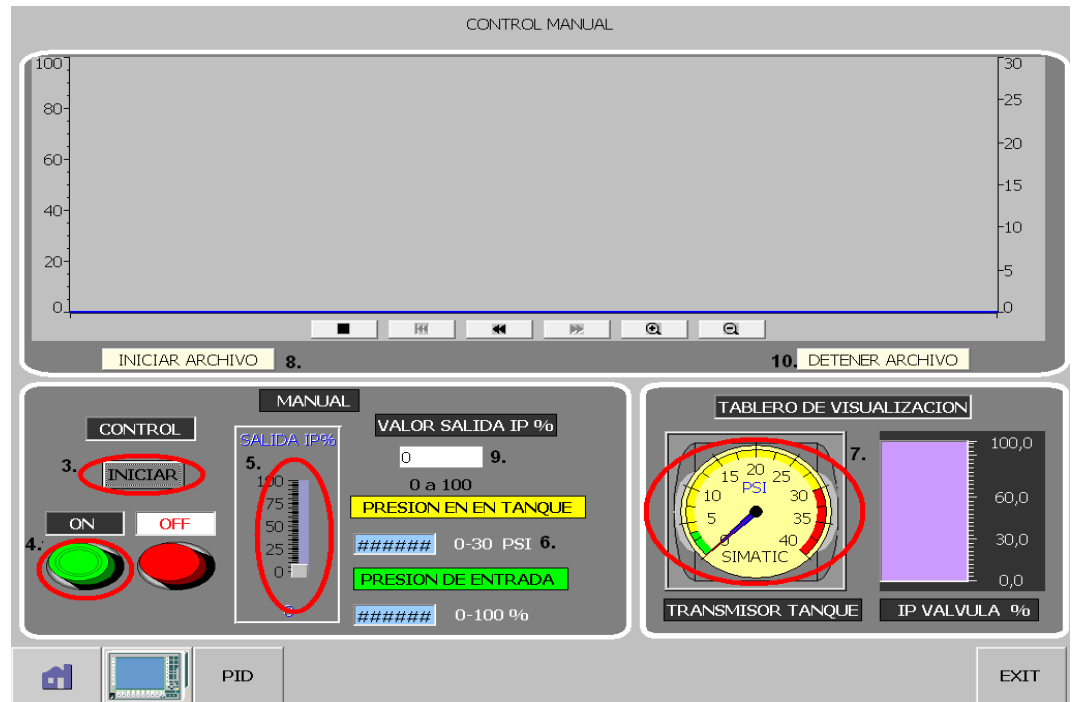 CONTROL MANUAL
100 30
80 25
60 20
40 15
20 10
0 5
0
INICIAR ARCHIVO 8. 10. DETENER ARCHIVO
MANUAL
CONTROL
3. INICIAR
ON OFF
4.
SALIDA IP%
5.
100
75
50
25
0
0
VALOR SALIDA IP %
0 9.
0 a 100
PRESION EN EN TANQUE
###### 0-30 PSI 6.
PRESION DE ENTRADA
###### 0-100 %
TABLERO DE VISUALIZACION
7.
0 5 10 15 20 25 30 35 40
PSI
SIMATIC
TRANSMISOR TANQUE
100,0
60,0
30,0
0,0
IP VALVULA %
PID EXIT